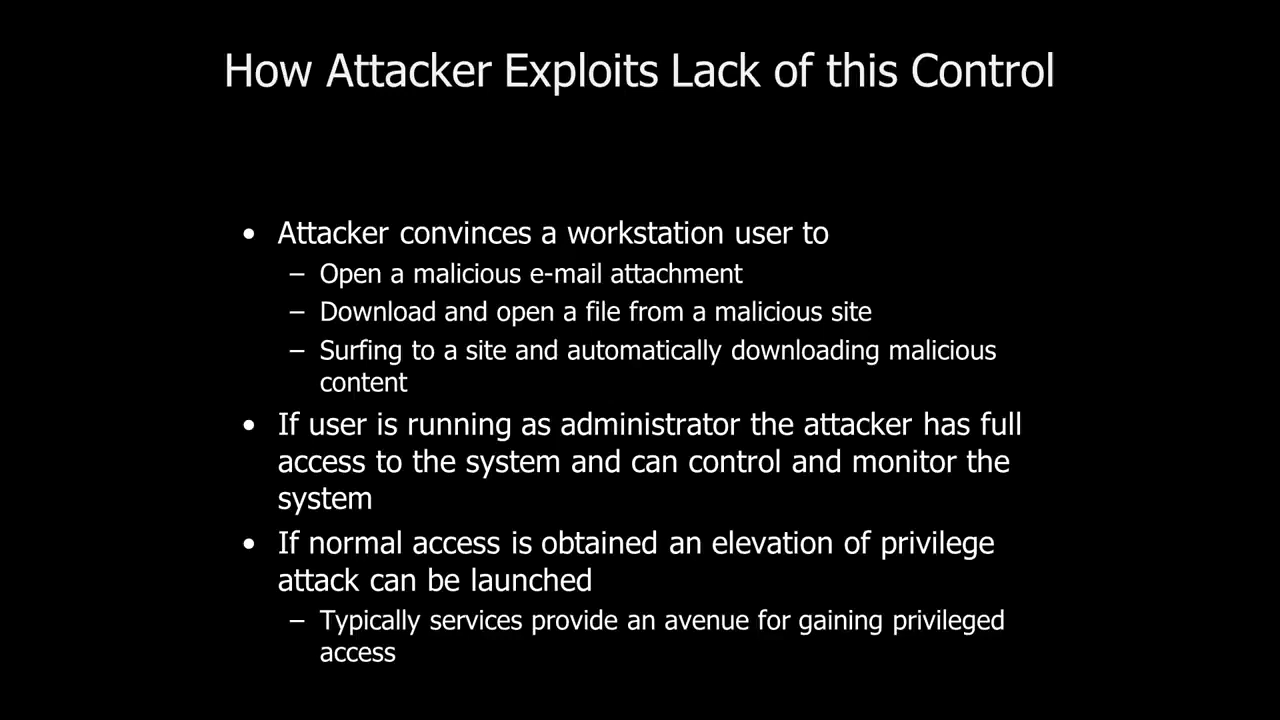 How Attacker Exploits Lack of this Control
• Attacker convinces a workstation user to
– Open a malicious e-mail attachment
– Download and open a file from a malicious site
– Surfing to a site and automatically downloading malicious
content
• If user is running as administrator the attacker has full
access to the system and can control and monitor the
system
• If normal access is obtained an elevation of privilege
attack can be launched
– Typically services provide an avenue for gaining privileged
access